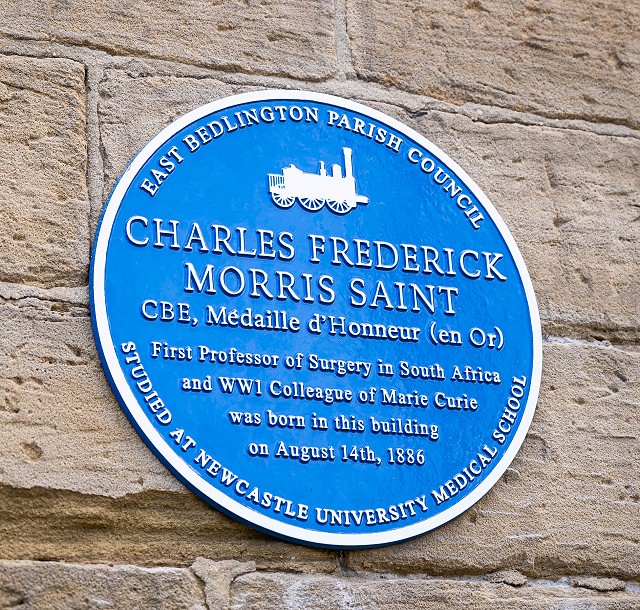 EAST BEDLINGTON PARISH COUNCIL
CHARLES FREDERICK
MORRIS SAINT
CBE, Médaille d'Honneur (en Or)
First Professor of Surgery in South Africa
and WW1 Colleague of Marie Curie
was born in this building
on August 14th, 1886
STUDIED AT NEWCASTLE UNIVERSITY MEDICAL SCHOOL